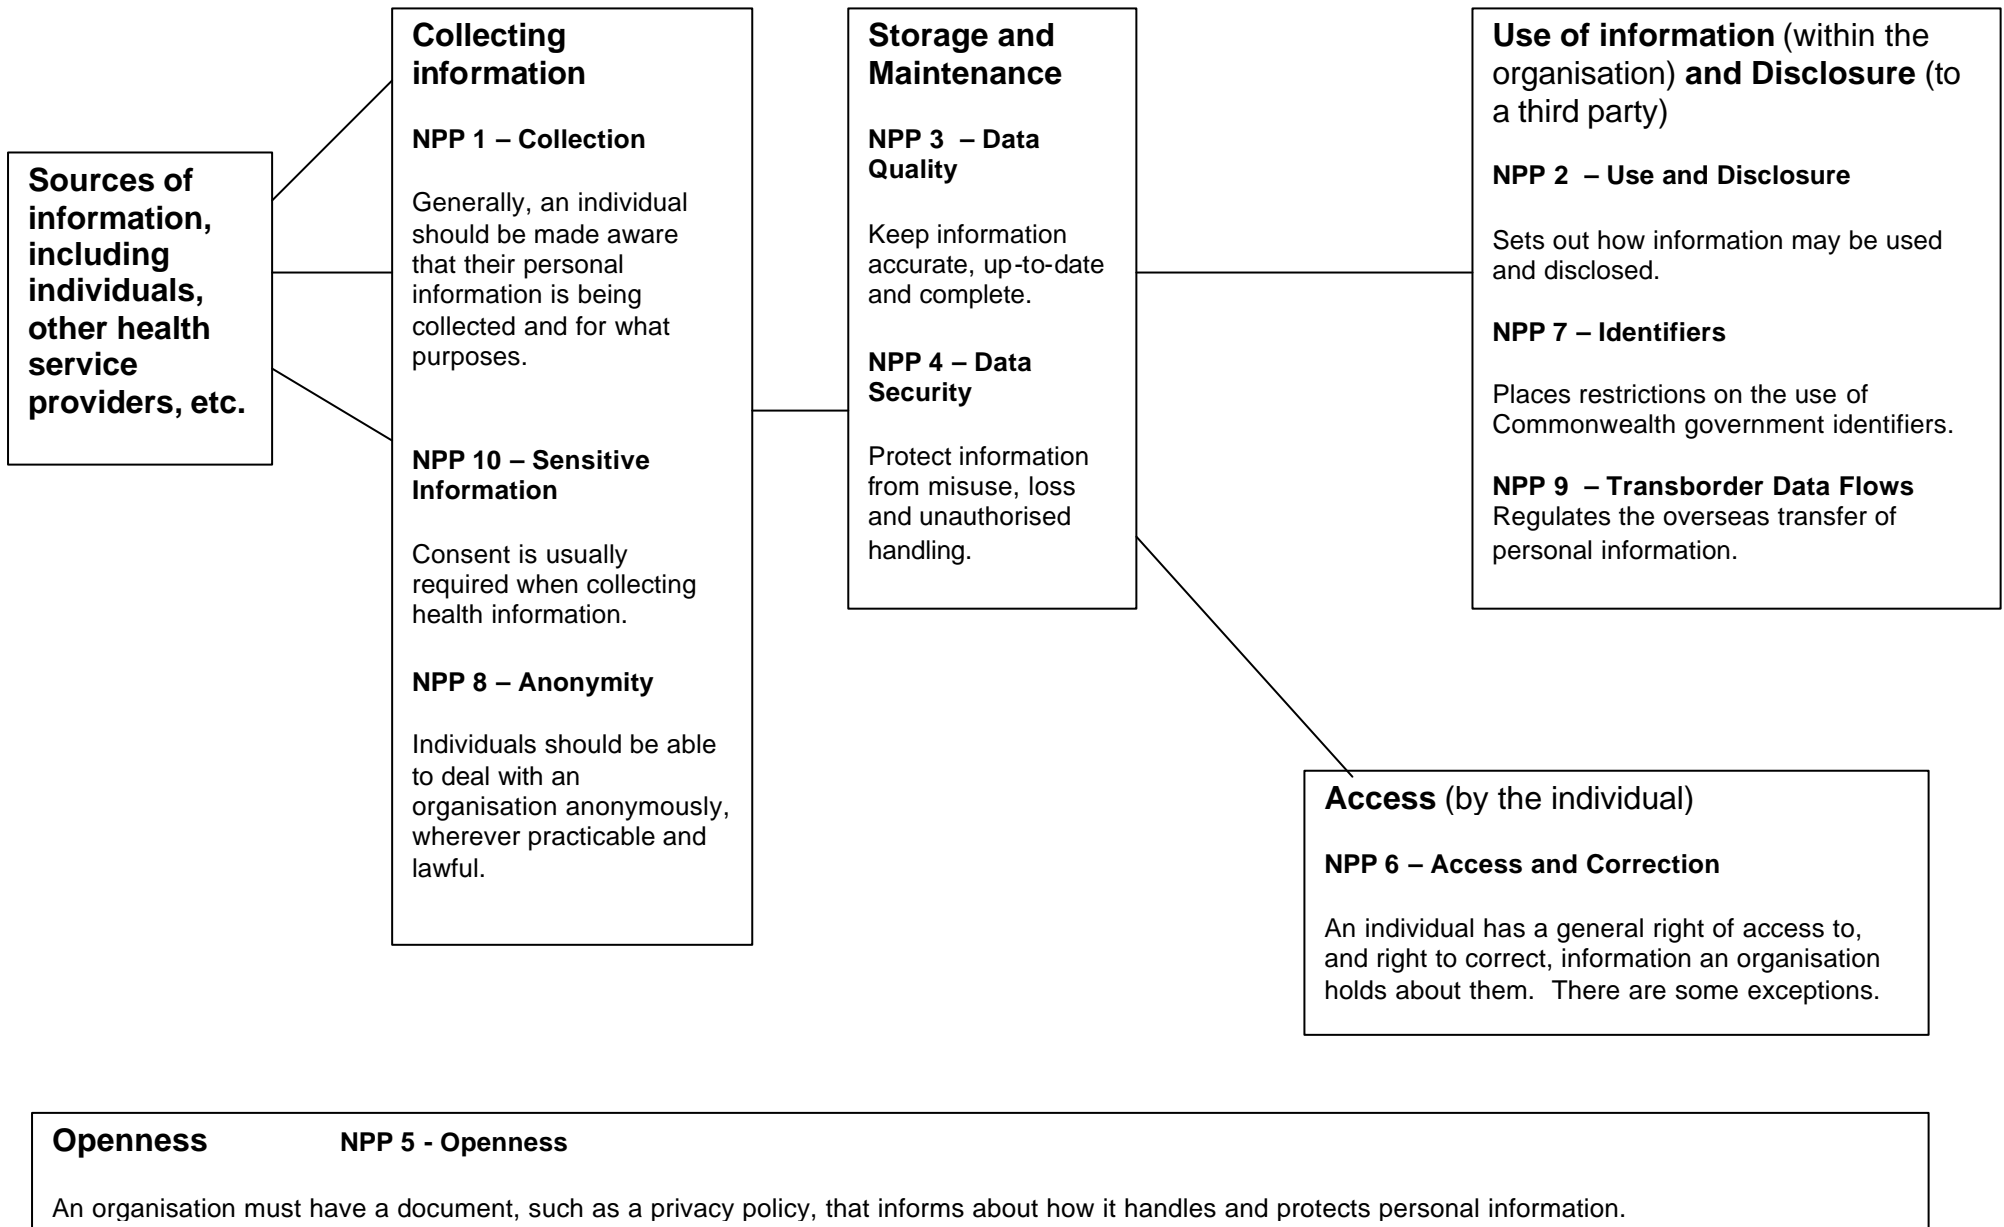 Sources of
information,
including
individuals,
other health
service
providers, etc.
Collecting
information
NPP 1 – Collection
Generally, an individual
should be made aware
that their personal
information is being
collected and for what
purposes.
NPP 10 – Sensitive
Information
Consent is usually
required when collecting
health information.
NPP 8 – Anonymity
Individuals should be able
to deal with an
organisation anonymously,
wherever practicable and
lawful.
Storage and
Maintenance
NPP 3 – Data
Quality
Keep information
accurate, up-to-date
and complete.
NPP 4 – Data
Security
Protect information
from misuse, loss
and unauthorised
handling.
Use of information (within the
organisation) and Disclosure (to
a third party)
NPP 2 – Use and Disclosure
Sets out how information may be used
and disclosed.
NPP 7 – Identifiers
Places restrictions on the use of
Commonwealth government identifiers.
NPP 9 – Transborder Data Flows
Regulates the overseas transfer of
personal information.
Access (by the individual)
NPP 6 – Access and Correction
An individual has a general right of access to,
and right to correct, information an organisation
holds about them. There are some exceptions.
Openness NPP 5 - Openness
An organisation must have a document, such as a privacy policy, that informs about how it handles and protects personal information.